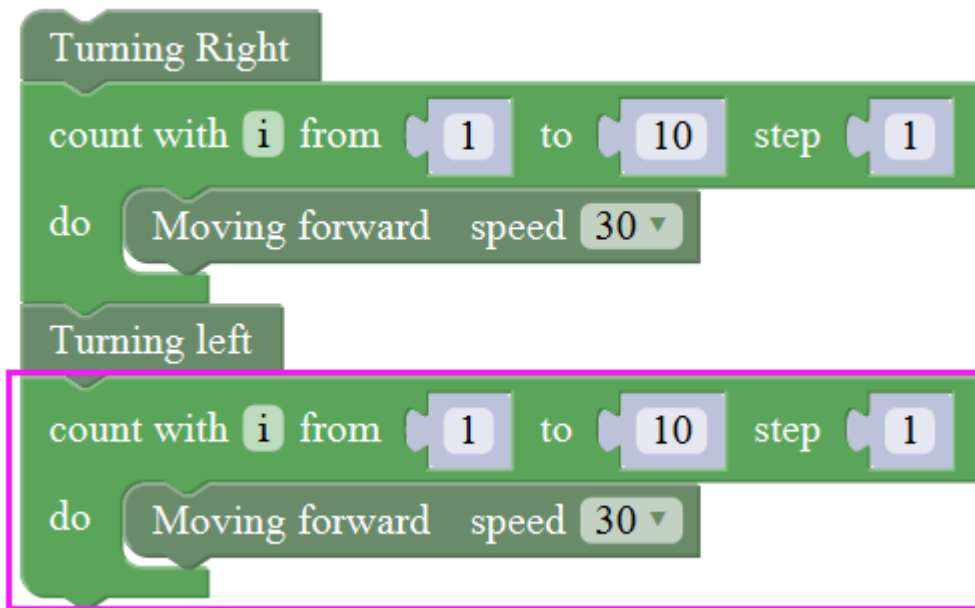 Turning Right
count with i from 1 to 10 step 1
do Moving forward speed 30
Turning left
count with i from 1 to 10 step 1
do Moving forward speed 30